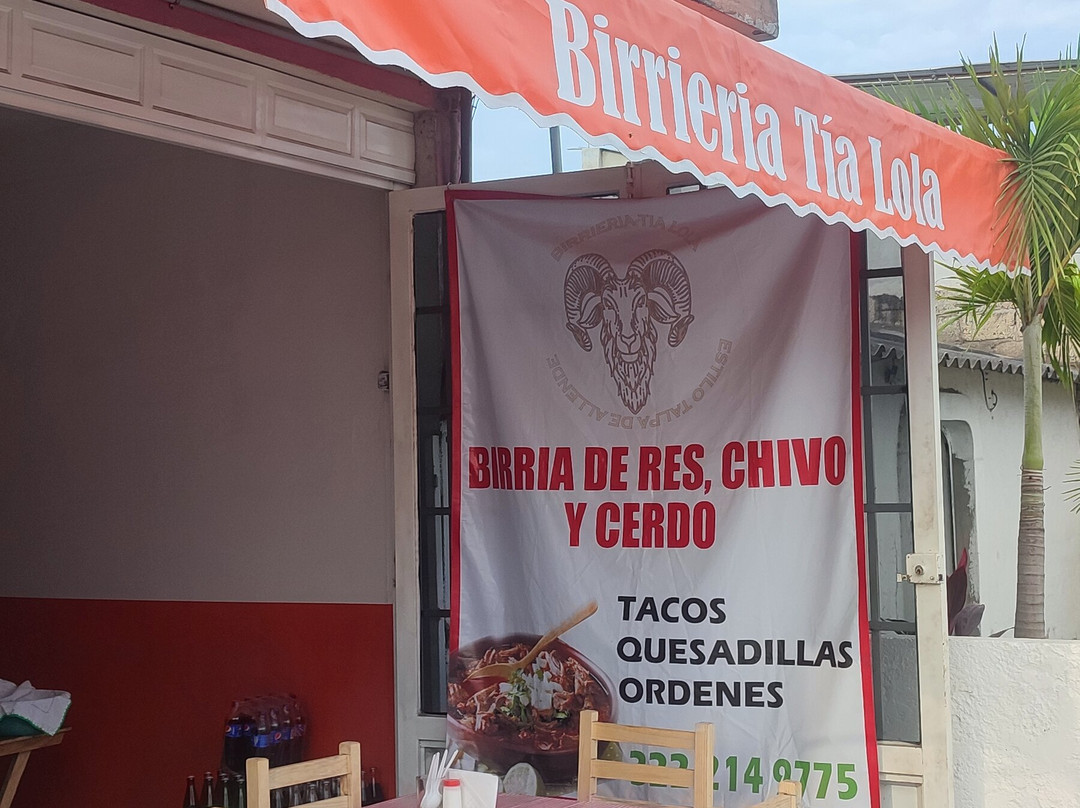 Birrieria Tía Lola
BIRRIERIA-TIA LOLA
ESTILO TALPA DE ALLENDE
BIRRIA DE RES, CHIVO
Y CERDO
TACOS
QUESADILLAS
ORDENES
322 214 9775